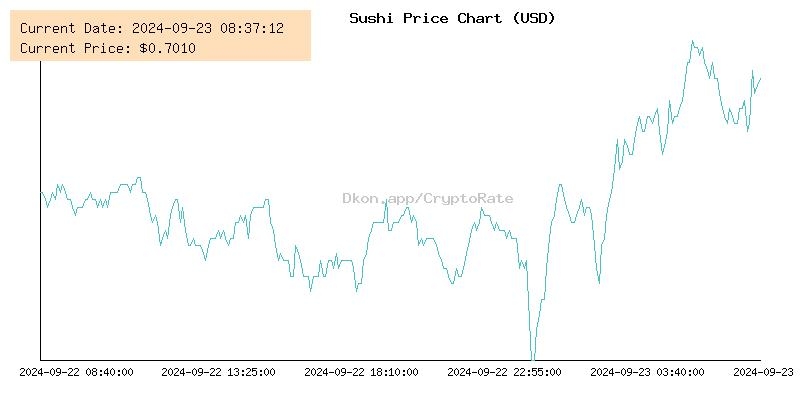 Sushi Price Chart (USD)
Current Date: 2024-09-23 08:37:12
Current Price: $0.7010
Dkon.app/CryptoRate
2024-09-22 08:40:00 2024-09-22 13:25:00 2024-09-22 18:10:00 2024-09-22 22:55:00 2024-09-23 03:40:00 2024-09-23